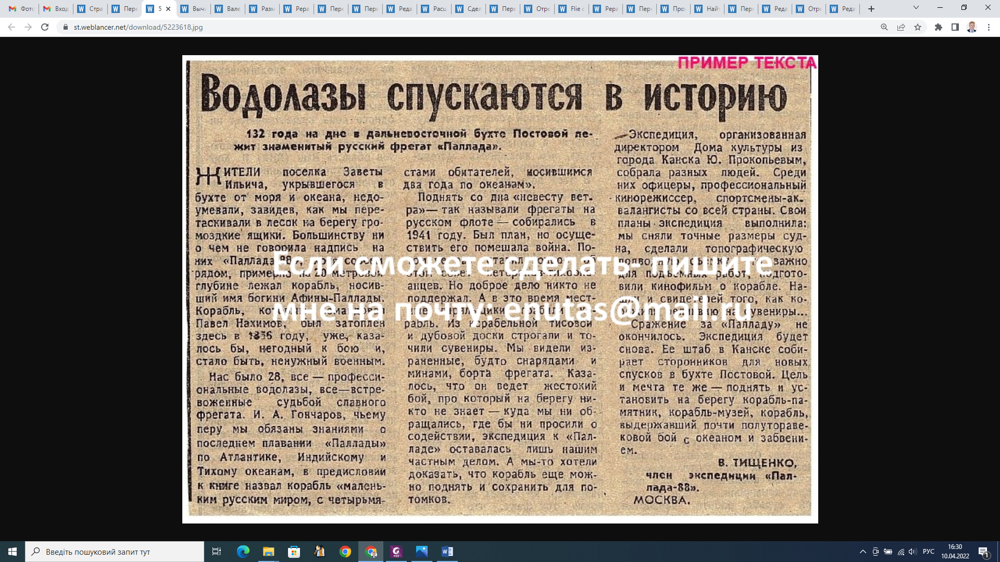 Фото
Вход
Стра
Пере
5
Вычи
Вале
Разм
Рера
Пере
Пере
Реда
Расш
Сдел
Пере
Отре
Flie c
Рера
Пере
Про
Найт
Пере
Реда
Отре
Реда
st.weblancer.net/download/5223618.jpg
ПРИМЕР ТЕКСТА
Водолазы спускаются в историю
132 года на дне в дальневосточной бухте Постовой ле-
жит знаменитый русский фрегат «Паллада».
ЖИТЕЛИ поселка Заветы
Ильича, укрывшегося в
бухте от моря и океана, недо-
умевали, завидев, как мы пере-
таскивали в лесок на берегу гро-
моздкие ящики. Большинству ни
о чем не говорила надпись на
них «Паллада-88»,
рядом, примерно на 20-метровой
глубине лежал корабль, носив-
ший имя богини Афины-Паллады.
Корабль,
Павел Нахимов, был затоплен
здесь в 1856 году, уже, каза-
лось бы, негодный к бою и,
стало быть, ненужный военным.
Нас было 28, все — професси-
ональные водолазы, все—встре-
воженные судьбой славного
фрегата. И. А. Гончаров, чьему
перу мы обязаны знаниями о
последнем плавании «Паллады»
по Атлантике, Индийскому и
Тихому океанам, в предисловии
к книге назвал корабль «малень-
ким русским миром, с четырьмя-
стами обитателей, носившимся
два года по океанам».
Поднять со дна «невесту вет-
ра»— так называли фрегаты на
русском флоте — собирались в
1941 году. Был план, но осуще-
ствить его помешала война. По-
об
этом совет ветеранов-тихооке-
анцев. Но доброе дело никто не
поддержал. А в это время мест-
ные ныряльщики грабили ко-
рабль. Из корабельной тисовой
и дубовой доски строгали и то-
чили сувениры. Мы видели из-
раненные, будто снарядами и
минами, борта фрегата. Каза-
лось, что он ведет жестокий
бой, про который на берегу ни-
кто не знает — куда мы ни об-
ращались, где бы ни просили о
содействии, экспедиция к «Пал-
ладе» оставалась лишь нашим
частным делом. А мы-то хотели
доказать, что корабль еще мож-
но поднять и сохранить для по-
томков.
Экспедиция, организованная
директором Дома культуры из
города Канска Ю. Прокопьевым,
собрала разных людей. Среди
них офицеры, профессиональный
кинорежиссер, спортсмены-ак-
валангисты со всей страны. Свои
планы экспедиция выполнила:
мы сняли точные размеры суд-
на, сделали топографическую
важно
для подъемных работ, подгото-
вили кинофильм о корабле. На-
шли и свидетелей того, как ко-
на сувениры...
Сражение за «Палладу» не
окончилось. Экспедиция будет
снова. Ее штаб в Канске соби-
рает сторонников для новых
спусков в бухте Постовой. Цель
и мечта те же — поднять и ус-
тановить на берегу корабль-па-
мятник, корабль-музей, корабль,
выдержавший почти полутораве-
ковой бой с океаном и забвени-
ем.
В. ТИЩЕНКО,
член экспедиции «Пал-
лада-88».
МОСКВА.
Если сможете сделать- пишите
мне на почту: enutas@mail.ru
Введіть пошуковий запит тут
РУС
16:30
10.04.2022
1